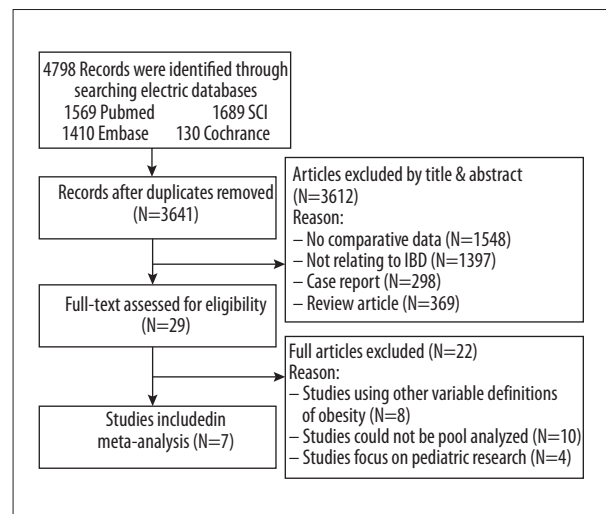 4798 Records were identified through
searching electric databases
1569 Pubmed 1689 SCI
1410 Embase 130 Cochrance
Records after duplicates removed
(N=3641)
Articles excluded by title & abstract
(N=3612)
Reason:
– No comparative data (N=1548)
– Not relating to IBD (N=1397)
– Case report (N=298)
– Review article (N=369)
Full-text assessed for eligibility
(N=29)
Full articles excluded (N=22)
Reason:
– Studies using other variable definitions
of obesity (N=8)
– Studies could not be pool analyzed (N=10)
– Studies focus on pediatric research (N=4)
Studies includedin
meta-analysis (N=7)